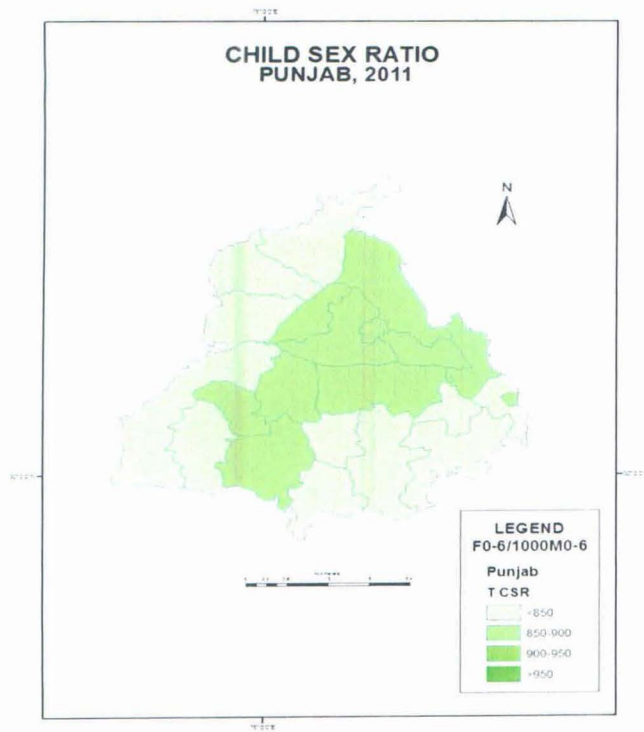 CHILD SEX RATIO
PUNJAB, 2011
N
LEGEND
F0-6/1000M0-6
Punjab
T CSR
<850
850-900
900-950
>950